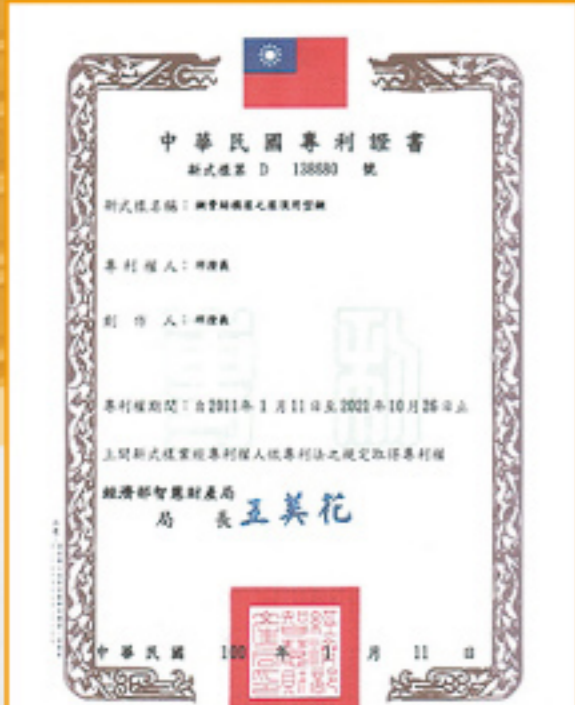 中華民國專利證書
新式樣第 D 138680 號
新式樣名稱：
專利權人：
創作人：
專利權期間：自2011年1月11日至2021年10月26日止
上開新式樣業經專利權人依專利法之規定取得專利權
經濟部智慧財產局
局長 王美花
中華民國 100 年 1 月 11 日